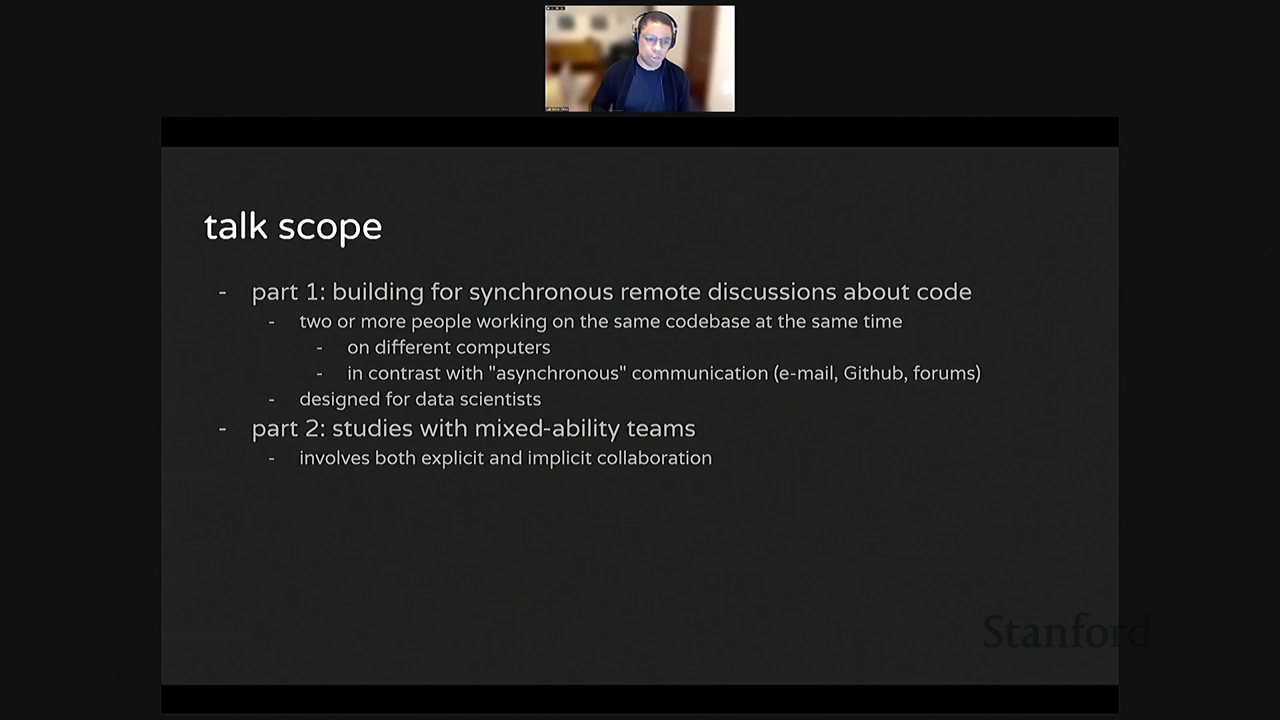 talk scope
- part 1: building for synchronous remote discussions about code
- two or more people working on the same codebase at the same time
- on different computers
- in contrast with "asynchronous" communication (e-mail, Github, forums)
- designed for data scientists
- part 2: studies with mixed-ability teams
- involves both explicit and implicit collaboration
Stanford